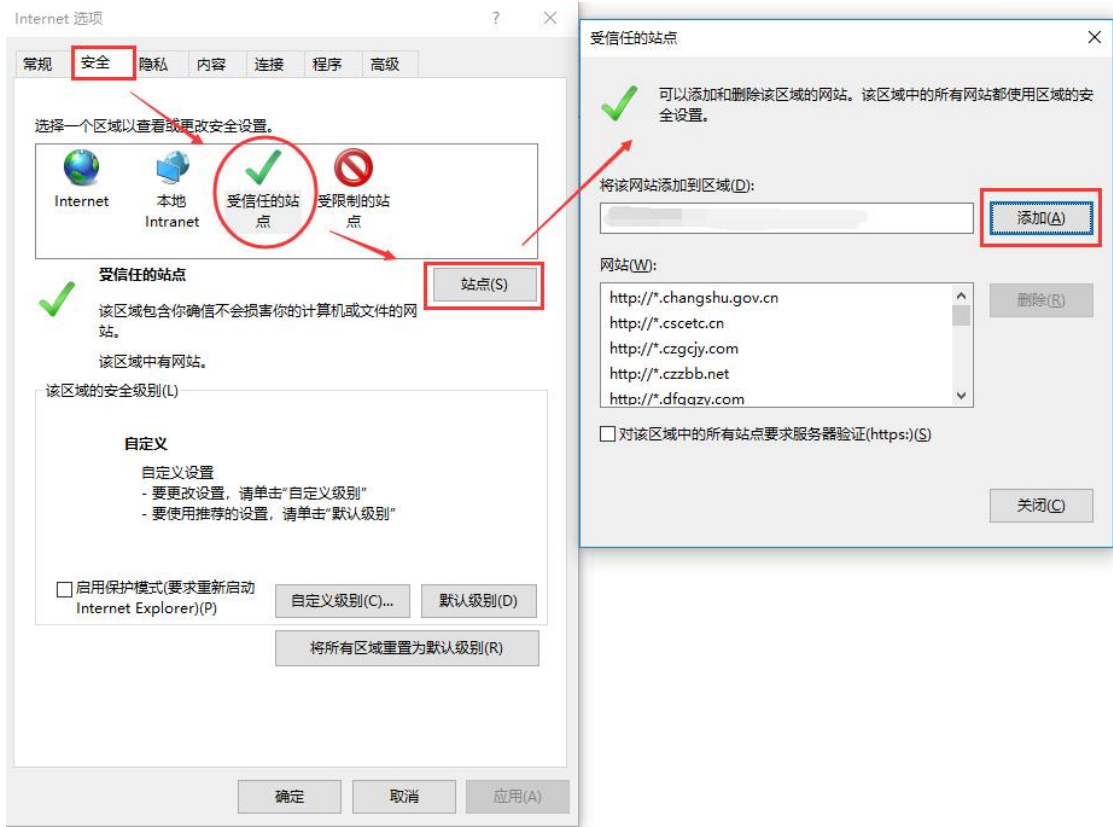 Internet 选项
常规 安全 隐私 内容 连接 程序 高级
选择一个区域以查看或更改安全设置。
Internet
本地
Intranet
受信任的站
点
受限制的站
点
受信任的站点
站点(S)
该区域包含你确信不会损害你的计算机或文件的网
站。
该区域中有网站。
该区域的安全级别(L)
自定义
自定义设置
- 要更改设置，请单击“自定义级别”
- 要使用推荐的设置，请单击“默认级别”
启用保护模式(要求重新启动
Internet Explorer)(P)
自定义级别(C)...
默认级别(D)
将所有区域重置为默认级别(R)
确定
取消
应用(A)
受信任的站点
可以添加和删除该区域的网站。该区域中的所有网站都使用区域的安
全设置。
将该网站添加到区域(D):
添加(A)
网站(W):
http://*.changshu.gov.cn
http://*.cscetc.cn
http://*.czgcjy.com
http://*.czzbb.net
http://*.dfqqzy.com
删除(R)
对该区域中的所有站点要求服务器验证(https:)(S)
关闭(C)